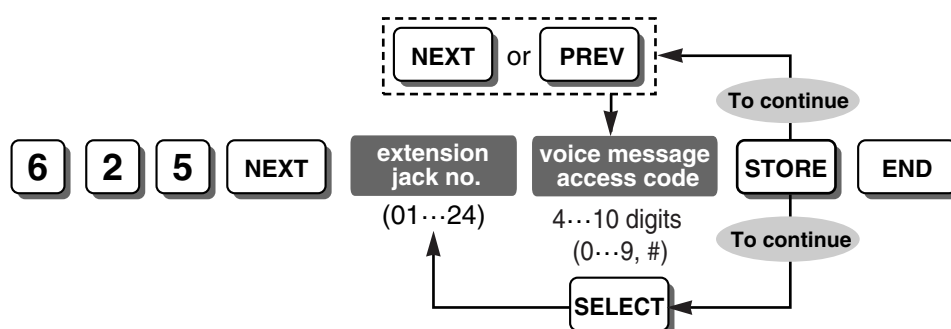 NEXT or PREV
To continue
6 2 5 NEXT extension jack no. voice message access code STORE END
(01···24) 4···10 digits (0···9, #)
To continue
SELECT